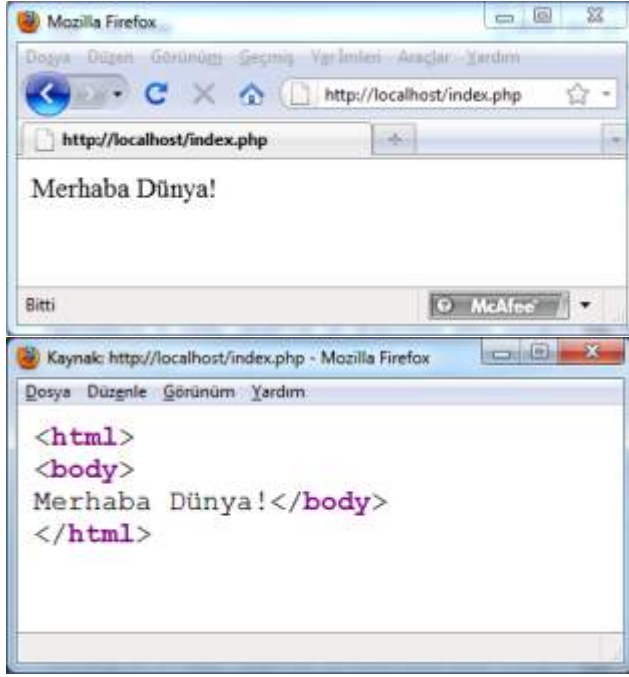 Mozilla Firefox
Dosya Düzen Görünüm Geçmiş Yer İmleri Araçlar Yardım
http://localhost/index.php
http://localhost/index.php
Merhaba Dünya!
Bitti
McAfee
Kaynak: http://localhost/index.php - Mozilla Firefox
Dosya Düzenle Görünüm Yardım
<html>
<body>
Merhaba Dünya!</body>
</html>